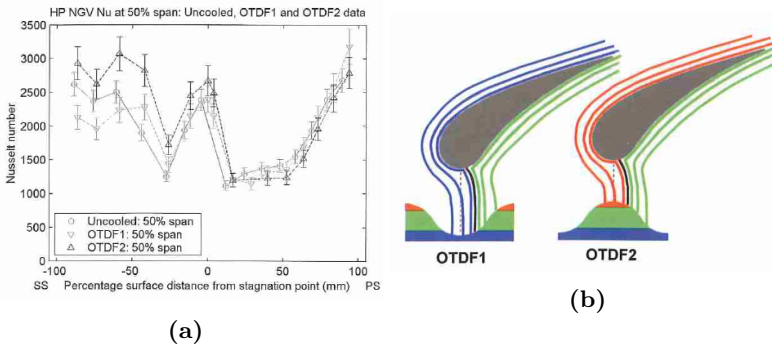 HP NGV Nu at 50% span: Uncooled, OTDF1 and OTDF2 data
3500
3000
2500
2000
1500
1000
500
0
Nusselt number
Uncooled: 50% span
OTDF1: 50% span
OTDF2: 50% span
-100 -50 0 50 100
SS Percentage surface distance from stagnation point (mm) PS
(a)
OTDF1 OTDF2
(b)